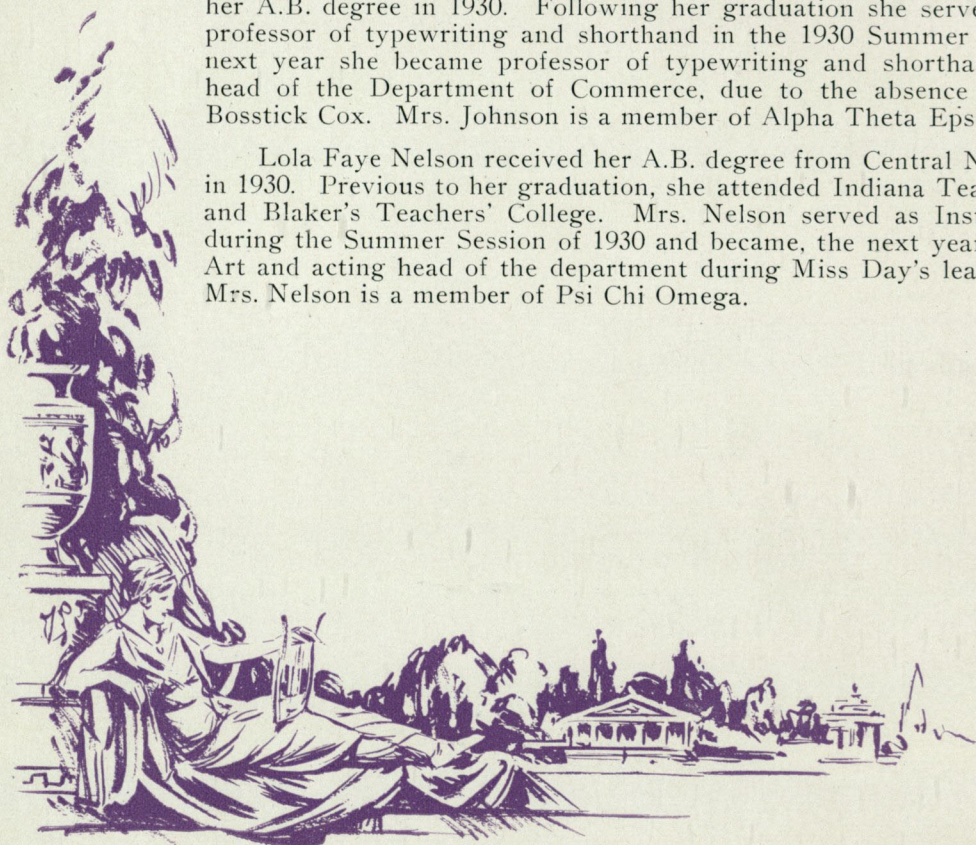 her A.B. degree in 1930. Following her graduation she serve
professor of typewriting and shorthand in the 1930 Summer
next year she became professor of typewriting and shortha
head of the Department of Commerce, due to the absence
Bosstick Cox. Mrs. Johnson is a member of Alpha Theta Eps
Lola Faye Nelson received her A.B. degree from Central N
in 1930. Previous to her graduation, she attended Indiana Tea
and Blaker's Teachers' College. Mrs. Nelson served as Ins
during the Summer Session of 1930 and became, the next year
Art and acting head of the department during Miss Day's lea
Mrs. Nelson is a member of Psi Chi Omega.